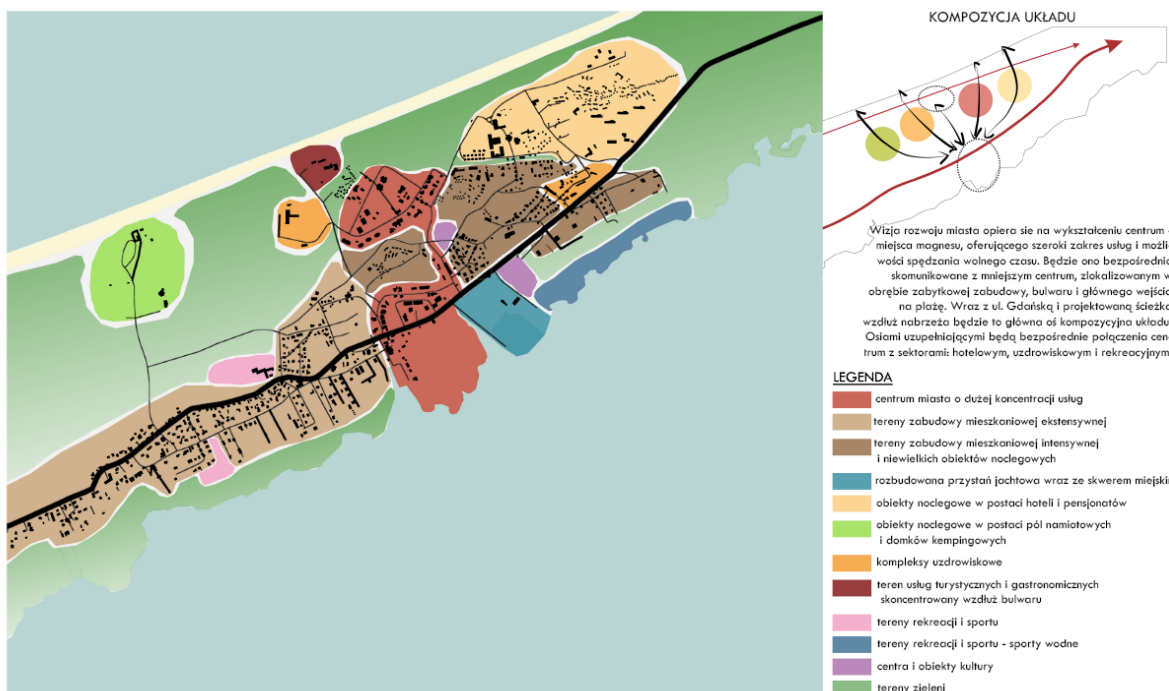 KOMPOZYCJA UKŁADU
Wizja rozwoju miasta opiera sie na wykształceniu centrum -
miejsca magnesu, oferującego szeroki zakres usług i możli-
wości spędzania wolnego czasu. Będzie ono bezpośrednio
skomunikowane z mniejszym centrum, zlokalizowanym w
obrębie zabytkowej zabudowy, bulwaru i głównego wejścia
na plażę. Wraz z ul. Gdańską i projektowaną ścieżką
wzdłuż nabrzeża będzie to główna oś kompozycyjna układu.
Osiami uzupełniającymi będą bezpośrednie połączenia cen-
trum z sektorami: hotelowym, uzdrowiskowym i rekreacyjnym
LEGENDA
centrum miasta o dużej koncentracji usług
tereny zabudowy mieszkaniowej ekstensywnej
tereny zabudowy mieszkaniowej intensywnej
i niewielkich obiektów noclegowych
rozbudowana przystań jachtowa wraz ze skwerem miejski
obiekty noclegowe w postaci hoteli i pensjonatów
obiekty noclegowe w postaci pól namiotowych
i domków kempingowych
kompleksy uzdrowiskowe
teren usług turystycznych i gastronomicznych
skoncentrowany wzdłuż bulwaru
tereny rekreacji i sportu
tereny rekreacji i sportu - sporty wodne
centra i obiekty kultury
tereny zieleni